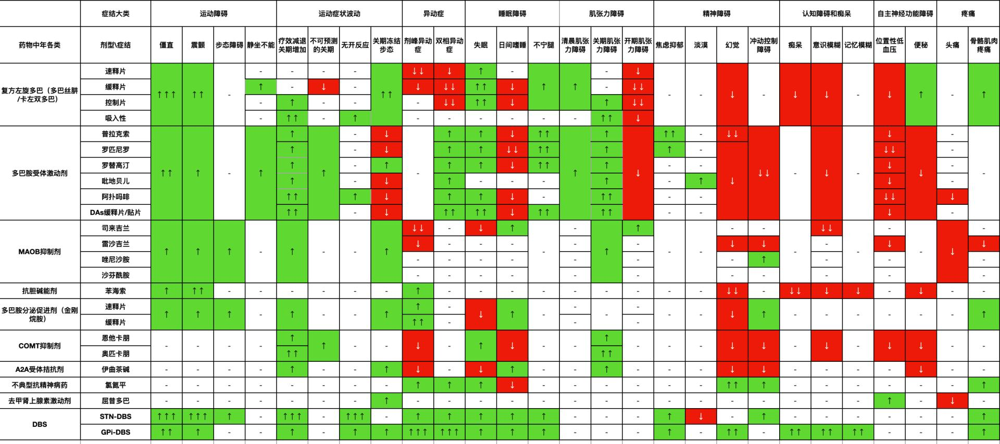 症结大类 运动障碍 运动症状波动 异动症 睡眠障碍 肌张力障碍 精神障碍 认知障碍和痴呆 自主神经功能障碍 疼痛
药物中年各类 剂型\症结 僵直 震颤 步态障碍 静坐不能 疗效减退关期增加 不可预测的关期 无开反应 关期冻结步态 剂峰异动症 双相异动症 失眠 日间嗜睡 不宁腿 清晨肌张力障碍 关期肌张力障碍 开期肌张力障碍 焦虑抑郁 淡漠 幻觉 冲动控制障碍 痴呆 意识模糊 记忆模糊 位置性低血压 便秘 头痛 骨骼肌肉疼痛
复方左旋多巴（多巴丝肼/卡左双多巴） 速释片 ↑↑↑ ↑↑ - - - - - ↑↑ ↓↓ ↓ ↑ - ↑ ↑ - ↓ - - ↓ - ↓ ↓ - ↓ ↑ - ↑
缓释片 ↑ - ↓ - ↓ ↓↓ ↑↑ ↓ - ↓↓
控制片 - ↑ - - - ↓↓ ↑↑ ↓ ↑ ↓↓
吸入性 - ↑↑ - ↑ - - - - - - ↑↑ ↓
多巴胺受体激动剂 普拉克索 ↑↑ ↑ - ↑ ↑ ↑ - ↓ - ↑ ↑ ↓ ↑↑ ↑ ↑ ↓ ↑↑ - ↓↓ ↓↓ - ↓ - ↓ ↓ - -
罗匹尼罗 ↑ - ↓ ↑ ↑ ↓↓ ↑↑ ↑ ↑ - ↓ ↓↓ -
罗替高汀 ↑ - ↑ ↑ ↑ ↓ ↑↑ ↑ - - ↓ -
吡地贝儿 ↑ - ↓ ↑ - - - ↑ - ↑ ↓ -
阿扑吗啡 ↑↑ ↑ ↓ ↑ ↑ ↓ - ↑↑ - - ↓↓ ↓
DAs缓释片/贴片 ↑↑ - ↓ ↑↑ ↑↑ ↓ ↑↑ ↑↑ - - ↓ -
MAOB抑制剂 司来吉兰 ↑ ↑ ↑ - ↑ - - ↑ ↓↓ - ↓ ↑ - - ↑ ↑ - - - - - ↓↓ - - - ↓ -
雷沙吉兰 ↓ - - - - - ↓ ↓ - ↓ ↓
唑尼沙胺 - - - - - - - ↑ - - -
沙芬酰胺 - - - - - - - - - - -
抗胆碱能剂 苯海索 ↑ ↑↑ - - - - - - ↑ - - - - - - - - - ↓↓ - ↓↓ ↓ ↓ - ↓ - -
多巴胺分泌促进剂（金刚烷胺） 速释片 ↑ ↑ ↑ - ↑ - - ↑ ↑ - ↓ ↑ - - - - - - ↓ ↑ - - - - - - ↑
缓释片 ↑↑ - - -
COMT抑制剂 恩他卡朋 - - - - ↑ ↑ - - ↓ - ↑ ↓ - - ↑ - - - ↓ ↓ - ↓ - ↓ ↓ - -
奥匹卡朋 ↑↑ ↑↑
A2A受体拮抗剂 伊曲茶碱 - - - - ↑ - - ↑ ↓ - ↓ ↑ - - ↑ - - - ↓ ↓ - - - - ↓ - -
不典型抗精神病药 氯氮平 - - - - - - - - ↑ ↑ ↑ ↓ - - - - - - ↑↑ ↑ - - - - - - ↑
去甲肾上腺素激动剂 屈昔多巴 - - - - - - - ↑ - - - - - - - - - - - - - - - ↑ - ↓ -
DBS STN-DBS ↑↑↑ ↑↑↑ ↑ - ↑↑↑ - ↑↑↑ - ↑ ↑ ↑ ↑ ↑ - - - ↑ ↓ - ↑ - - - - - - ↑
GPi-DBS ↑↑ ↑ - - ↑ - ↑ ↑ ↑↑↑ ↑↑↑ ↑ ↑ ↑ - - - ↑ - ↑↑ - ↑↑ ↑↑ ↑↑ - - - ↑